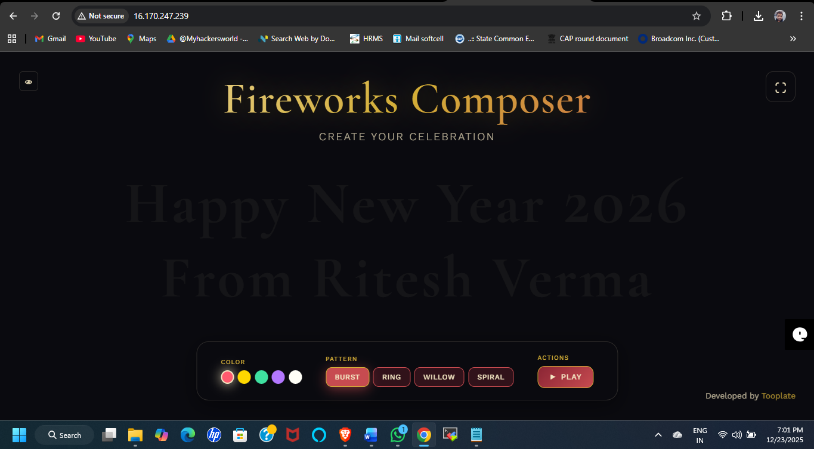 Not secure 16.170.247.239
Gmail YouTube Maps @Myhackersworld -... Search Web by Do... HRMS Mail softcell ..: State Common E... CAP round document Broadcom Inc. (Cust... »
Fireworks Composer
CREATE YOUR CELEBRATION
Happy New Year 2026
From Ritesh Verma
COLOR
PATTERN
ACTIONS
BURST RING WILLOW SPIRAL
PLAY
Developed by Tooplate
Search
1
ENG
IN
7:01 PM
12/23/2025